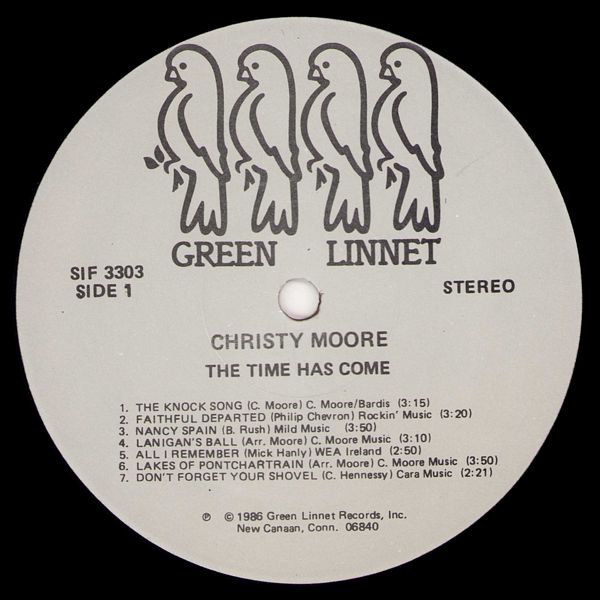 GREEN LINNET
SIF 3303
SIDE 1
STEREO
CHRISTY MOORE
THE TIME HAS COME
1. THE KNOCK SONG (C. Moore) C. Moore/Bardis (3:15)
2. FAITHFUL DEPARTED (Philip Chevron) Rockin' Music (3:20)
3. NANCY SPAIN (B. Rush) Mild Music (3:50)
4. LANIGAN'S BALL (Arr. Moore) C. Moore Music (3:10)
5. ALL I REMEMBER (Mick Hanly) WEA Ireland (2:50)
6. LAKES OF PONTCHARTRAIN (Arr. Moore) C. Moore Music (3:50)
7. DON'T FORGET YOUR SHOVEL (C. Hennessy) Cara Music (2:21)
℗ © 1986 Green Linnet Records, Inc.
New Canaan, Conn. 06840